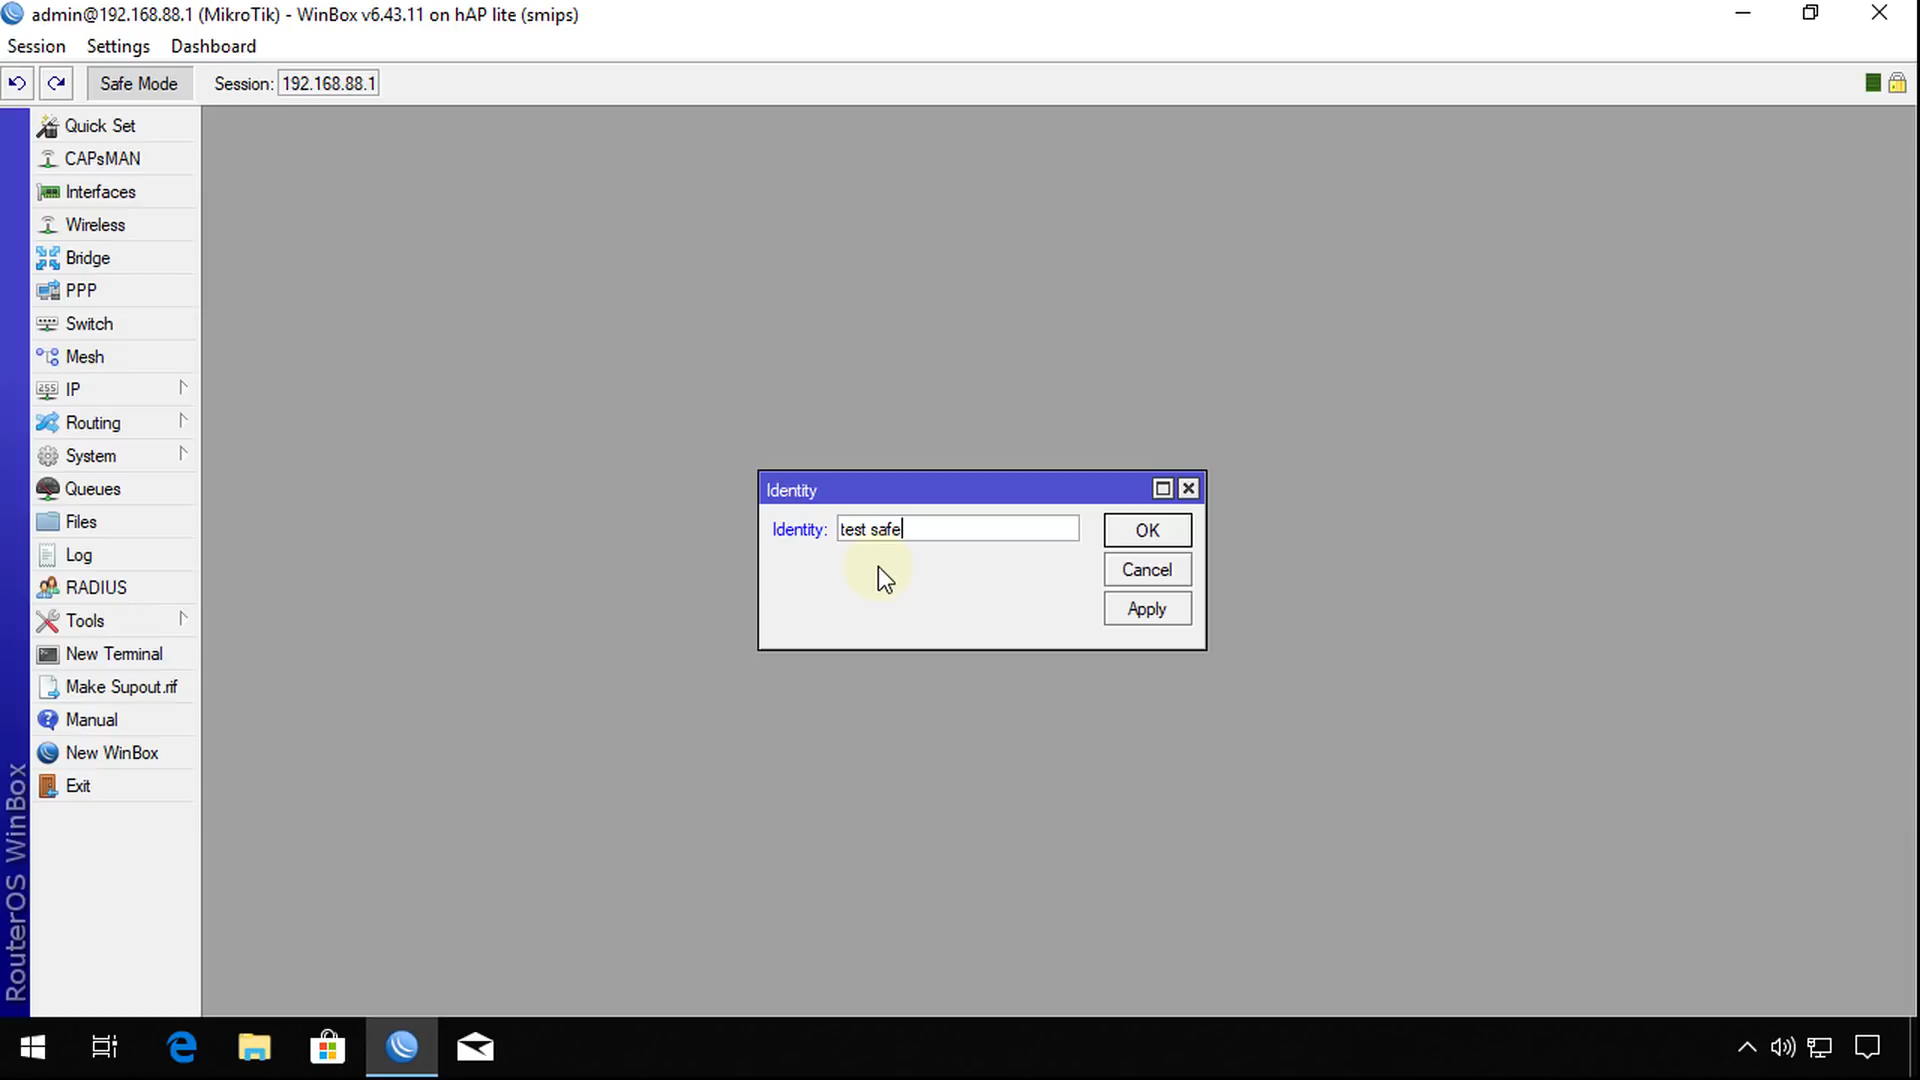 admin@192.168.88.1 (MikroTik) - WinBox v6.43.11 on hAP lite (smips)
Session Settings Dashboard
Safe Mode Session: 192.168.88.1
Quick Set
CAPsMAN
Interfaces
Wireless
Bridge
PPP
Switch
Mesh
255 IP
Routing
System
Queues
Files
Log
RADIUS
Tools
New Terminal
Make Supout.rif
Manual
New WinBox
Exit
RouterOS WinBox
Identity
Identity: test safe
OK
Cancel
Apply